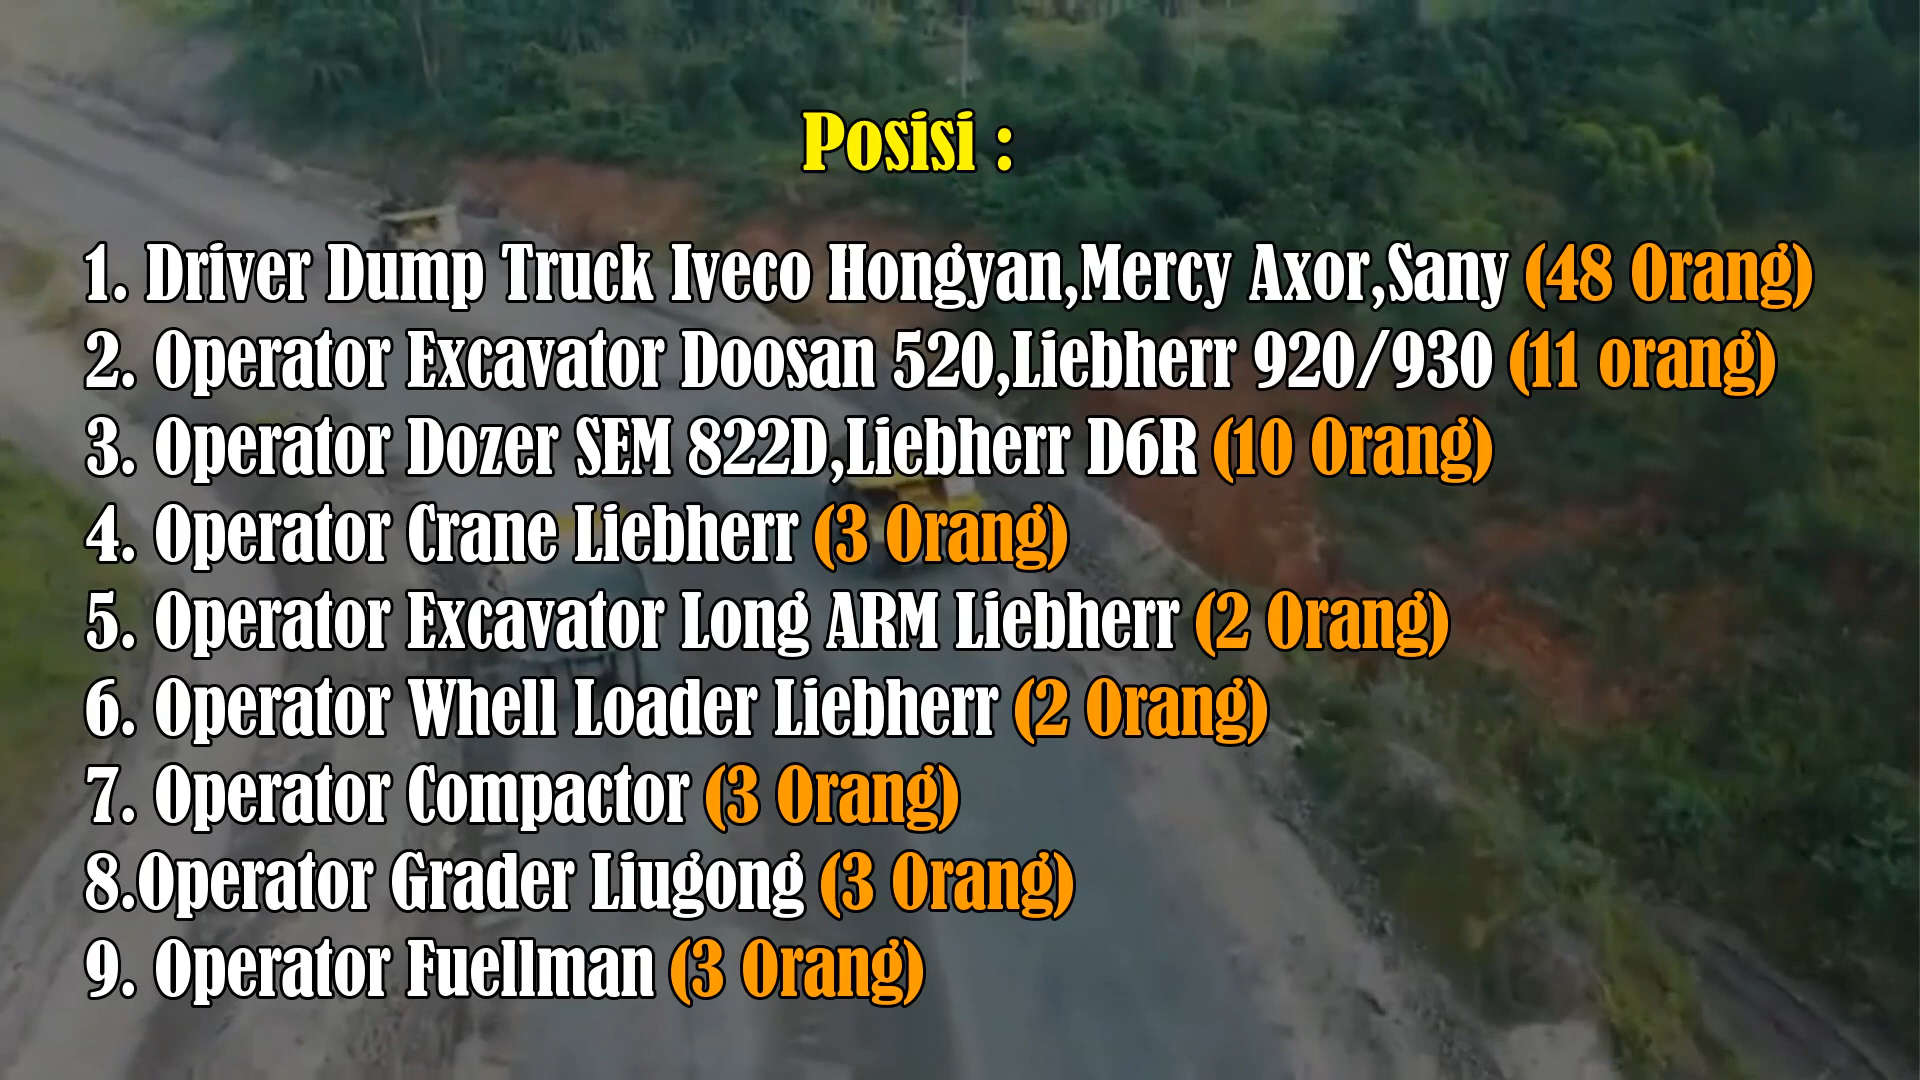 Posisi :
1. Driver Dump Truck Iveco Hongyan,Mercy Axor,Sany (48 Orang)
2. Operator Excavator Doosan 520,Liebherr 920/930 (11 orang)
3. Operator Dozer SEM 822D,Liebherr D6R (10 Orang)
4. Operator Crane Liebherr (3 Orang)
5. Operator Excavator Long ARM Liebherr (2 Orang)
6. Operator Whell Loader Liebherr (2 Orang)
7. Operator Compactor (3 Orang)
8.Operator Grader Liugong (3 Orang)
9. Operator Fuellman (3 Orang)